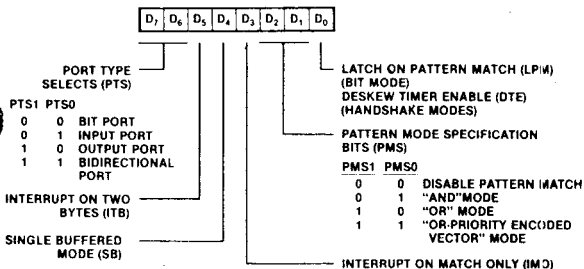 D7 D6 D5 D4 D3 D2 D1 D0
PORT TYPE
SELECTS (PTS)
PTS1 PTS0
0 0 BIT PORT
0 1 INPUT PORT
1 0 OUTPUT PORT
1 1 BIDIRECTIONAL
PORT
INTERRUPT ON TWO
BYTES (ITB)
SINGLE BUFFERED
MODE (SB)
LATCH ON PATTERN MATCH (LPM)
(BIT MODE)
DESKEW TIMER ENABLE (DTE)
(HANDSHAKE MODES)
PATTERN MODE SPECIFICATION
BITS (PMS)
PMS1 PMS0
0 0 DISABLE PATTERN MATCH
0 1 "AND" MODE
1 0 "OR" MODE
1 1 "OR-PRIORITY ENCODED
VECTOR" MODE
INTERRUPT ON MATCH ONLY (IMO)